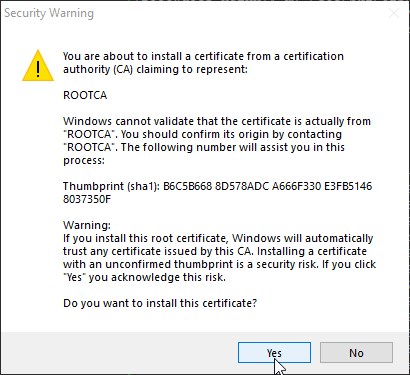 Security Warning
You are about to install a certificate from a certification
authority (CA) claiming to represent:
ROOTCA
Windows cannot validate that the certificate is actually from
"ROOTCA". You should confirm its origin by contacting
"ROOTCA". The following number will assist you in this
process:
Thumbprint (sha1): B6C5B668 8D578ADC A666F330 E3FB5146
8037350F
Warning:
If you install this root certificate, Windows will automatically
trust any certificate issued by this CA. Installing a certificate
with an unconfirmed thumbprint is a security risk. If you click
"Yes" you acknowledge this risk.
Do you want to install this certificate?
Yes
No